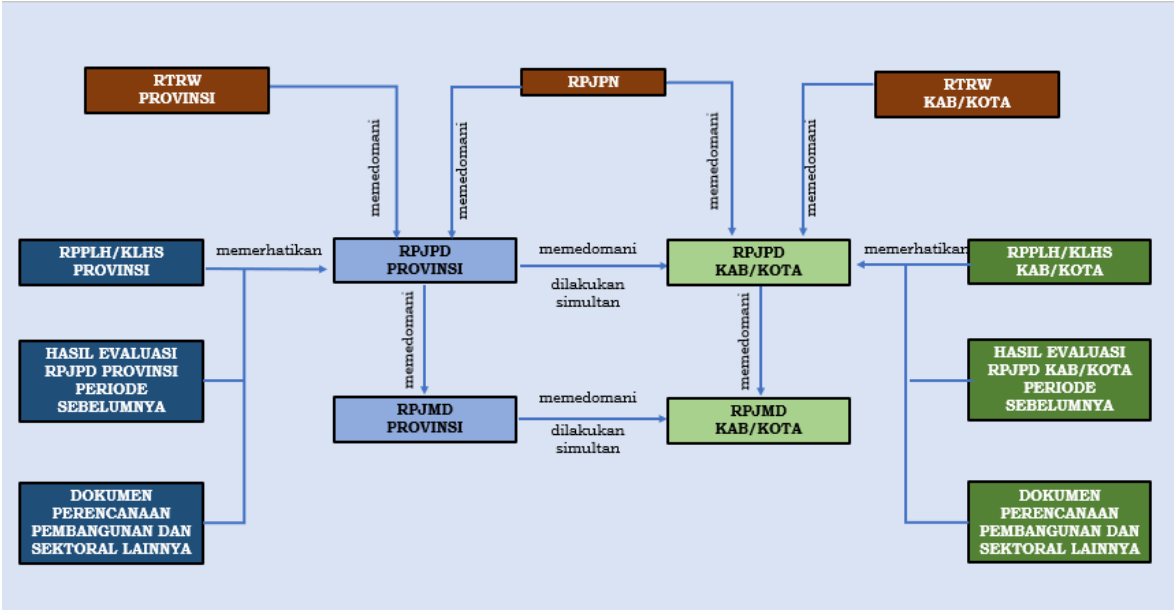 RTRW
PROVINSI
RPJPN
RTRW
KAB/KOTA
memedomani
memedomani
memedomani
memedomani
RPPLH/KLHS
PROVINSI
memerhatikan
RPJPD
PROVINSI
memedomani
dilakukan
simultan
RPJPD
KAB/KOTA
memerhatikan
RPPLH/KLHS
KAB/KOTA
memedomani
memedomani
HASIL EVALUASI
RPJPD PROVINSI
PERIODE
SEBELUMNYA
HASIL EVALUASI
RPJPD KAB/KOTA
PERIODE
SEBELUMNYA
RPJMD
PROVINSI
memedomani
dilakukan
simultan
RPJMD
KAB/KOTA
DOKUMEN
PERENCANAAN
PEMBANGUNAN DAN
SEKTORAL LAINNYA
DOKUMEN
PERENCANAAN
PEMBANGUNAN DAN
SEKTORAL LAINNYA